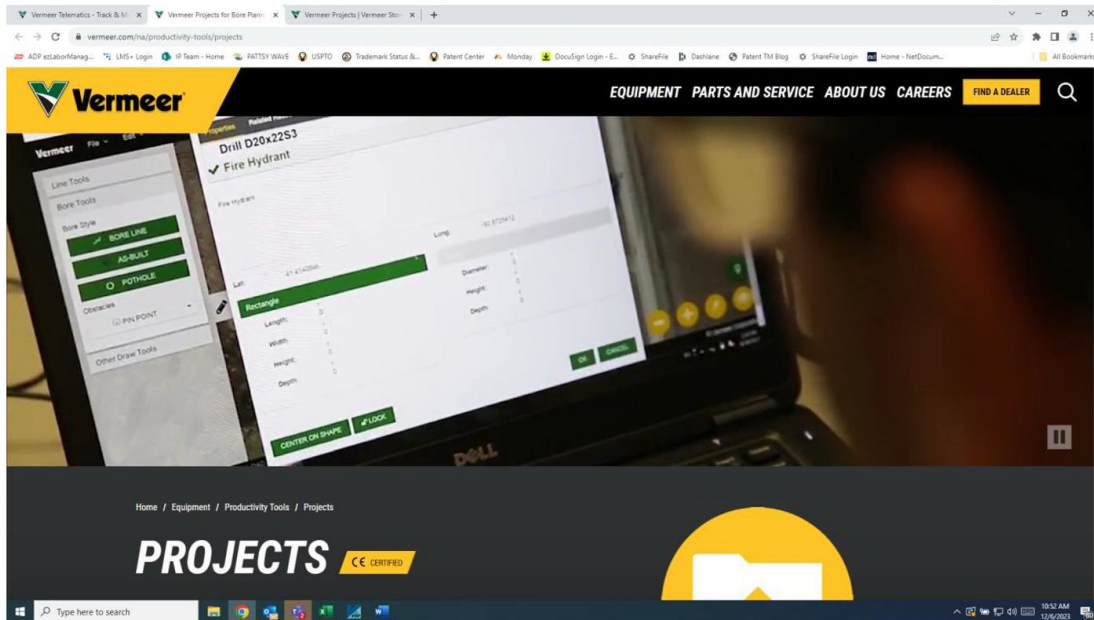 Vermeer Telematics - Track & M
Vermeer Projects for Bore Plann
Vermeer Projects | Vermeer Stor
vermeer.com/na/productivity-tools/projects
ADP ezLaborManag... LMS+ Login IP Team - Home PATTSY WAVE USPTO Trademark Status &... Patent Center Monday DocuSign Login - E... ShareFile Dashlane Patent TM Blog ShareFile Login Home - NetDocum... All Bookmarks
Vermeer
EQUIPMENT PARTS AND SERVICE ABOUT US CAREERS FIND A DEALER
Vermeer File Edit
Properties
Drill D20x22S3
Fire Hydrant
Line Tools
Bore Tools
Bore Style
BORE LINE
AS-BUILT
POTHOLE
Obstacles
PIN POINT
Other Draw Tools
Fire Hydrant
Lat:
Long:
Rectangle
Length:
Width:
Height:
Depth:
Diameter:
Height:
Depth:
OK CANCEL
CENTER ON SHAPE LOCK
DELL
Home / Equipment / Productivity Tools / Projects
PROJECTS CE CERTIFIED
Type here to search
10:52 AM
12/6/2023